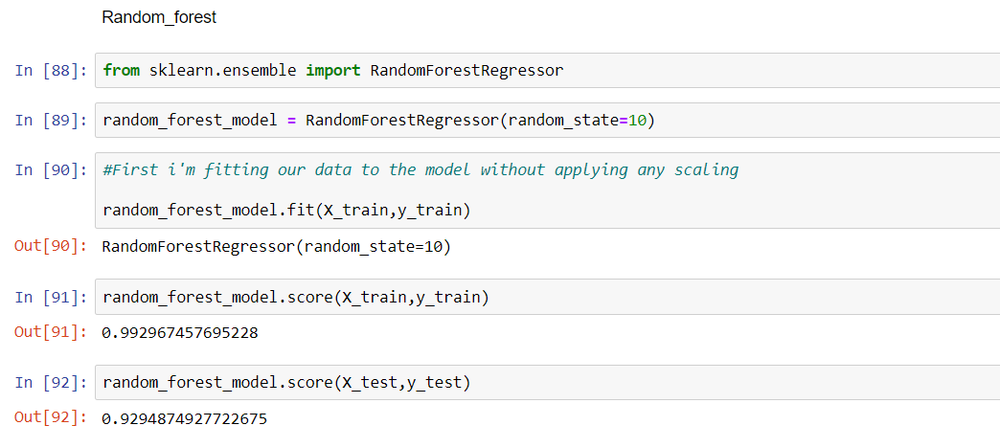 Random_forest
In [88]: from sklearn.ensemble import RandomForestRegressor
In [89]: random_forest_model = RandomForestRegressor(random_state=10)
In [90]: #First i'm fitting our data to the model without applying any scaling
random_forest_model.fit(X_train,y_train)
Out[90]: RandomForestRegressor(random_state=10)
In [91]: random_forest_model.score(X_train,y_train)
Out[91]: 0.992967457695228
In [92]: random_forest_model.score(X_test,y_test)
Out[92]: 0.9294874927722675